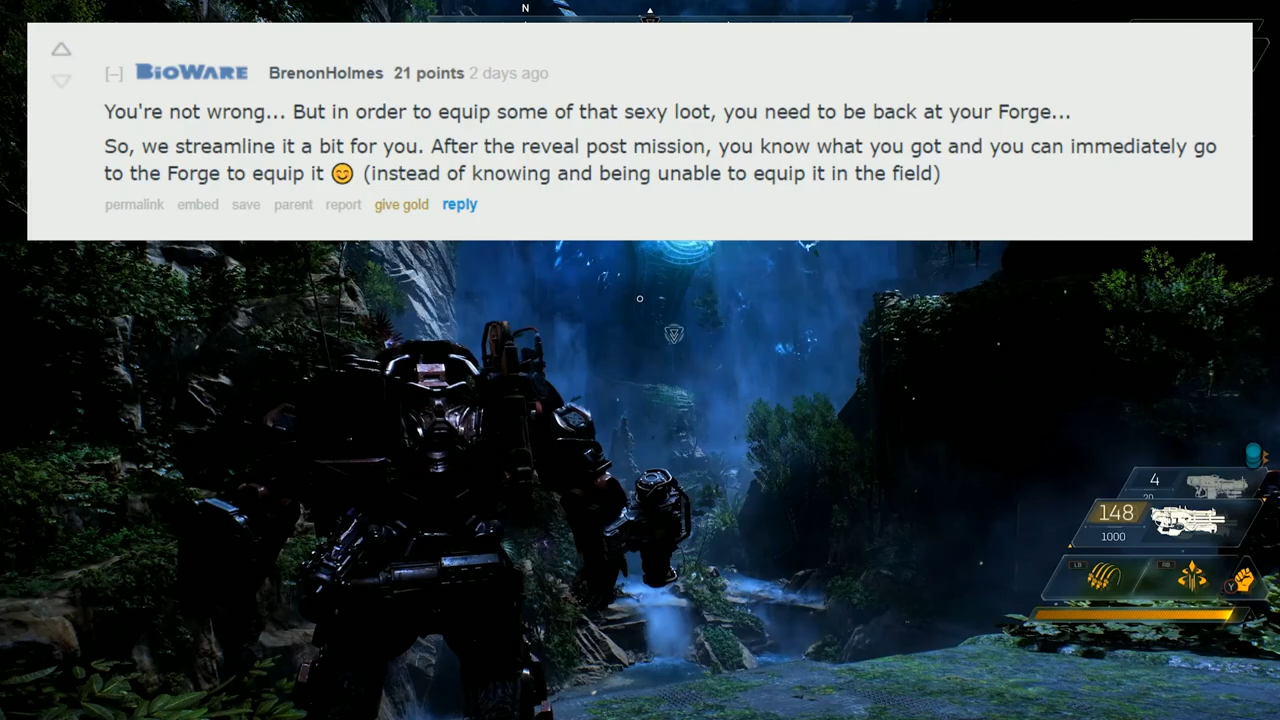 N
[–] BIOWARE BrenonHolmes 21 points 2 days ago
You're not wrong... But in order to equip some of that sexy loot, you need to be back at your Forge...
So, we streamline it a bit for you. After the reveal post mission, you know what you got and you can immediately go
to the Forge to equip it 😊 (instead of knowing and being unable to equip it in the field)
permalink embed save parent report give gold reply
4
20
148
1000
LB RB Y